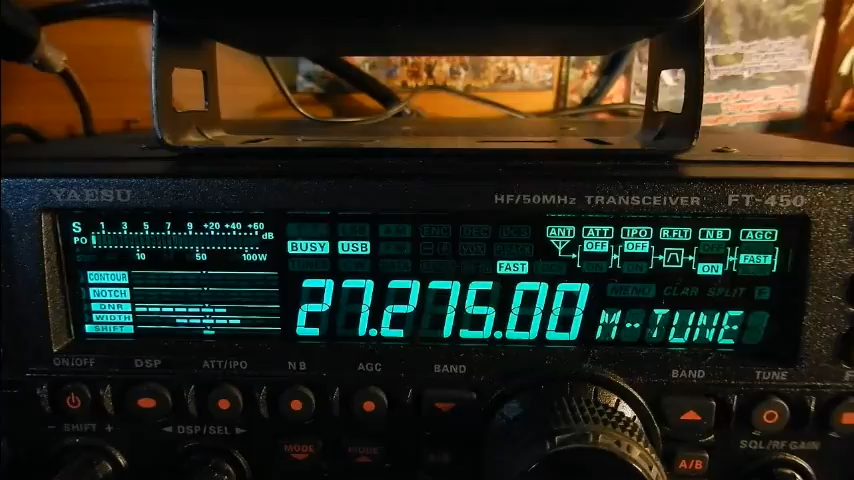 YAESU
HF/50MHz TRANSCEIVER FT-450
S 1 3 5 7 9 +20 +40 +60 dB
PO
10 50 100W
BUSY USB
FAST
ANT ATT IPO R.FLT NB AGC
OFF OFF OFF
ON ON ON FAST
CONTOUR
NOTCH
DNR
WIDTH
SHIFT
MENU CLAR SPLIT
27.275.00 M--TUNE
ON/OFF DSP ATT/IPO NB AGC BAND BAND TUNE
- SHIFT + DSP/SEL MODE MODE A/B SQL/RF GAIN